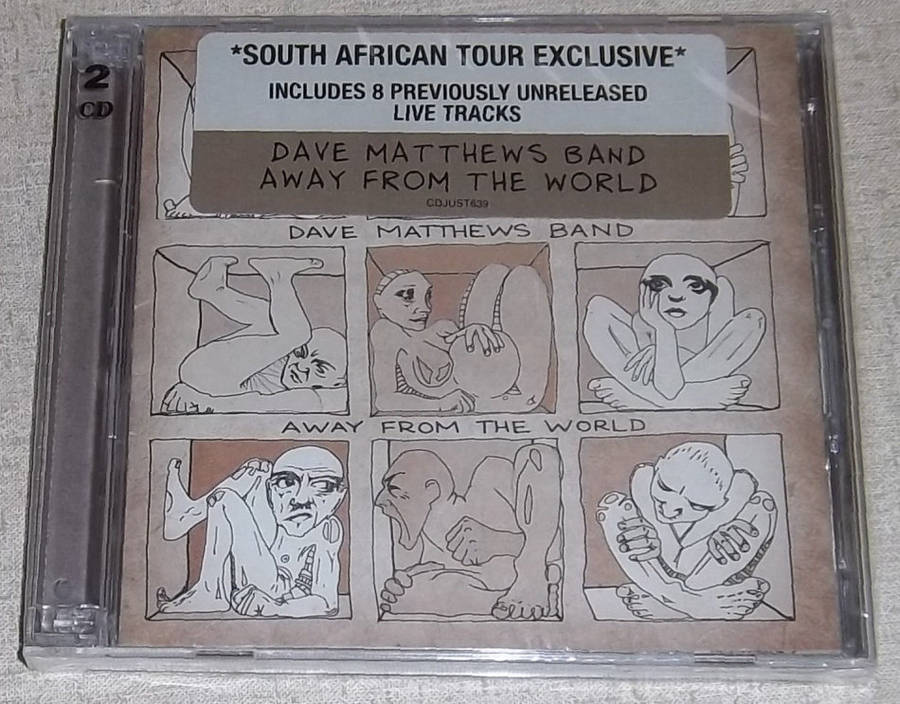 2
CD
*SOUTH AFRICAN TOUR EXCLUSIVE*
INCLUDES 8 PREVIOUSLY UNRELEASED
LIVE TRACKS
DAVE MATTHEWS BAND
AWAY FROM THE WORLD
CDJUST639
DAVE MATTHEWS BAND
AWAY FROM THE WORLD